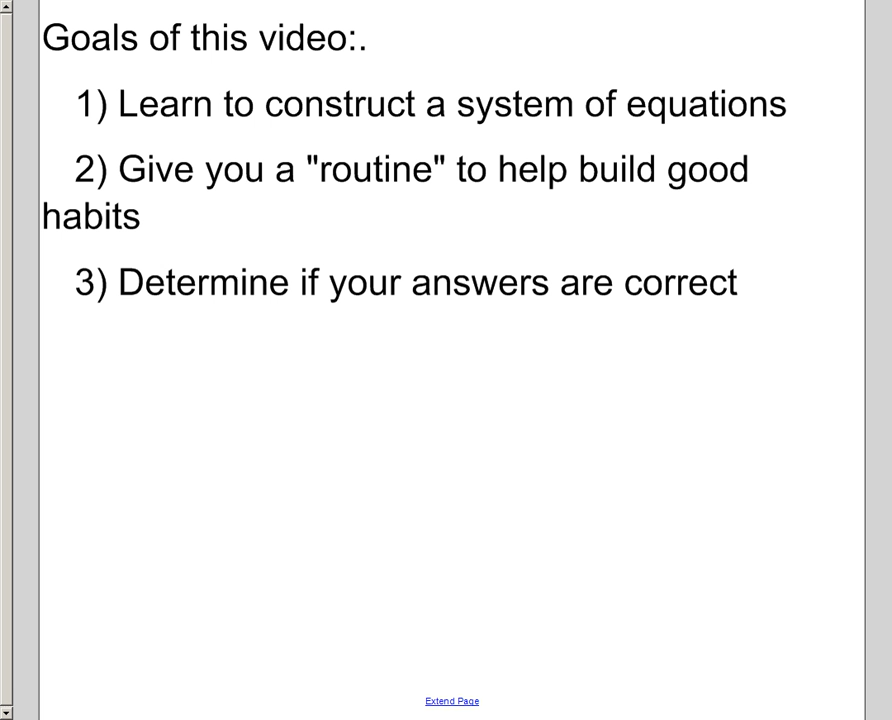 Goals of this video:.
1) Learn to construct a system of equations
2) Give you a "routine" to help build good
habits
3) Determine if your answers are correct
Extend Page